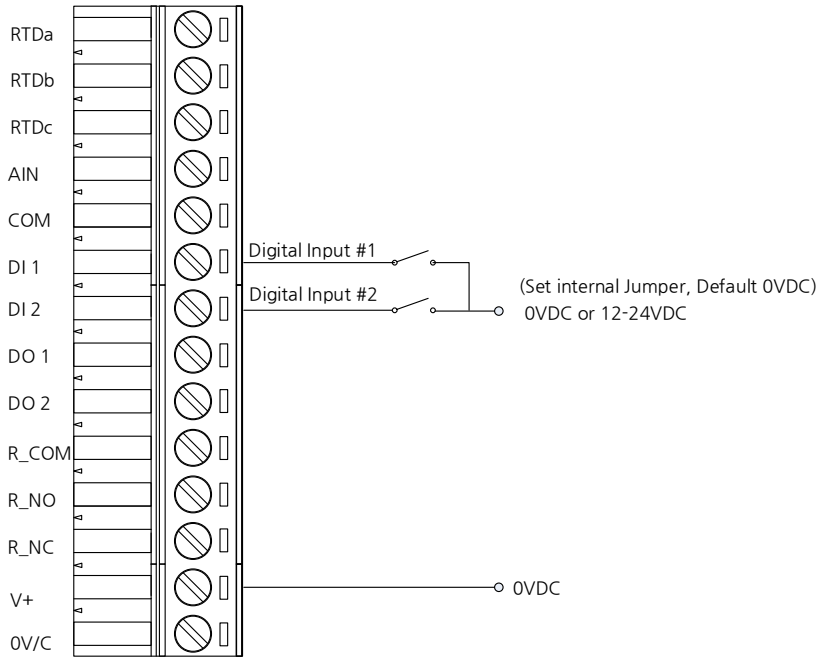 RTDa
RTDb
RTDc
AIN
COM
DI 1
DI 2
DO 1
DO 2
R_COM
R_NO
R_NC
V+
0V/C
Digital Input #1
Digital Input #2
(Set internal Jumper, Default 0VDC)
0VDC or 12-24VDC
0VDC